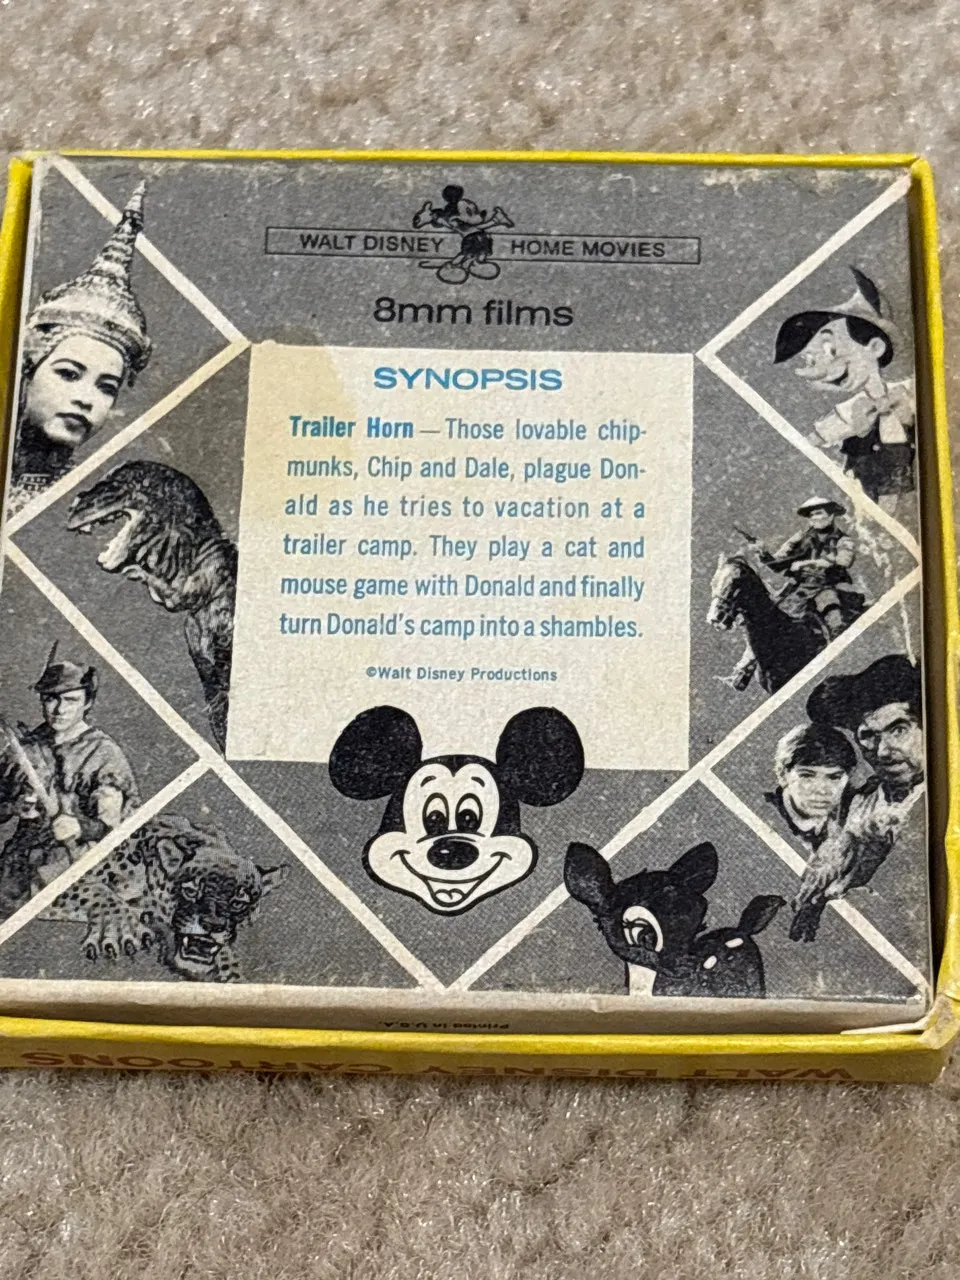 WALT DISNEY HOME MOVIES
8mm films
SYNOPSIS
Trailer Horn — Those lovable chip-
munks, Chip and Dale, plague Don-
ald as he tries to vacation at a
trailer camp. They play a cat and
mouse game with Donald and finally
turn Donald's camp into a shambles.
©Walt Disney Productions
Printed in U.S.A.
WALT DISNEY CARTOONS